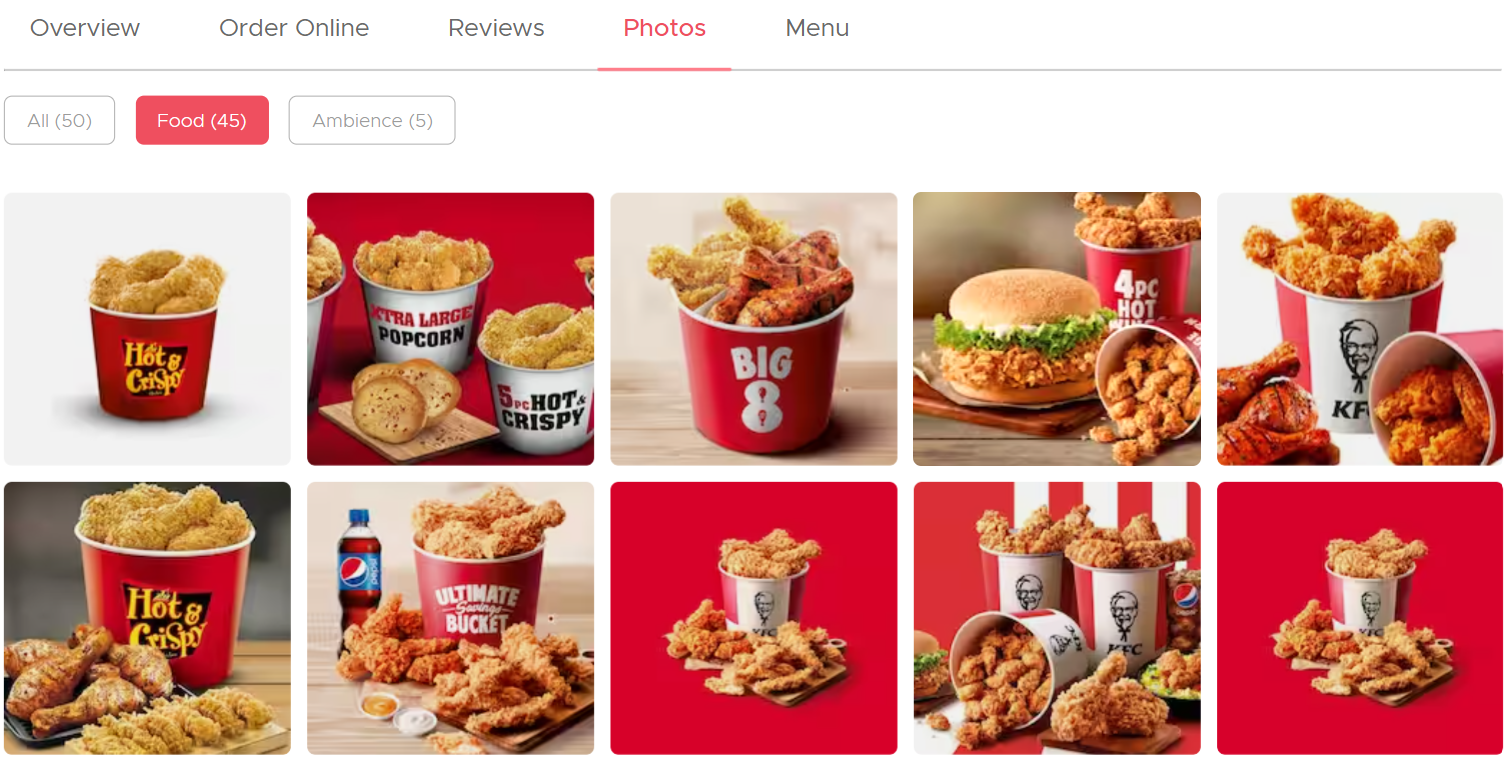 Overview Order Online Reviews Photos Menu
All (50) Food (45) Ambience (5)
Hot &
Crispy
XTRA LARGE
POPCORN
5PC HOT &
CRISPY
BIG
8
4PC
HOT
KF
Hot &
Crispy
pepsi
ULTIMATE
Savings
BUCKET
KFC
KFC
pepsi
KFC